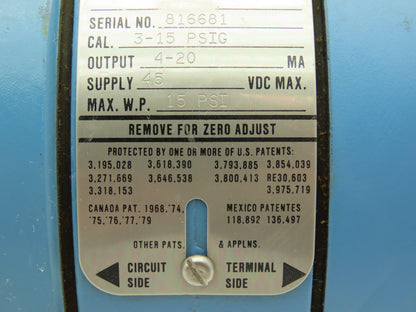 SERIAL NO. 816681
CAL. 3-15 PSIG
OUTPUT 4-20 MA
SUPPLY 45 VDC MAX.
MAX. W.P. 15 PSI
REMOVE FOR ZERO ADJUST
PROTECTED BY ONE OR MORE OF U.S. PATENTS:
3,195,028 3,618,390 3,793,885 3,854,039
3,271,669 3,646,538 3,800,413 RE30,603
3,318,153 3,975,719
CANADA PAT. 1968,'74, MEXICO PATENTES
'75,'76,'77,'79 118,892 136,497
OTHER PATS. & APPLNS.
CIRCUIT TERMINAL
SIDE SIDE